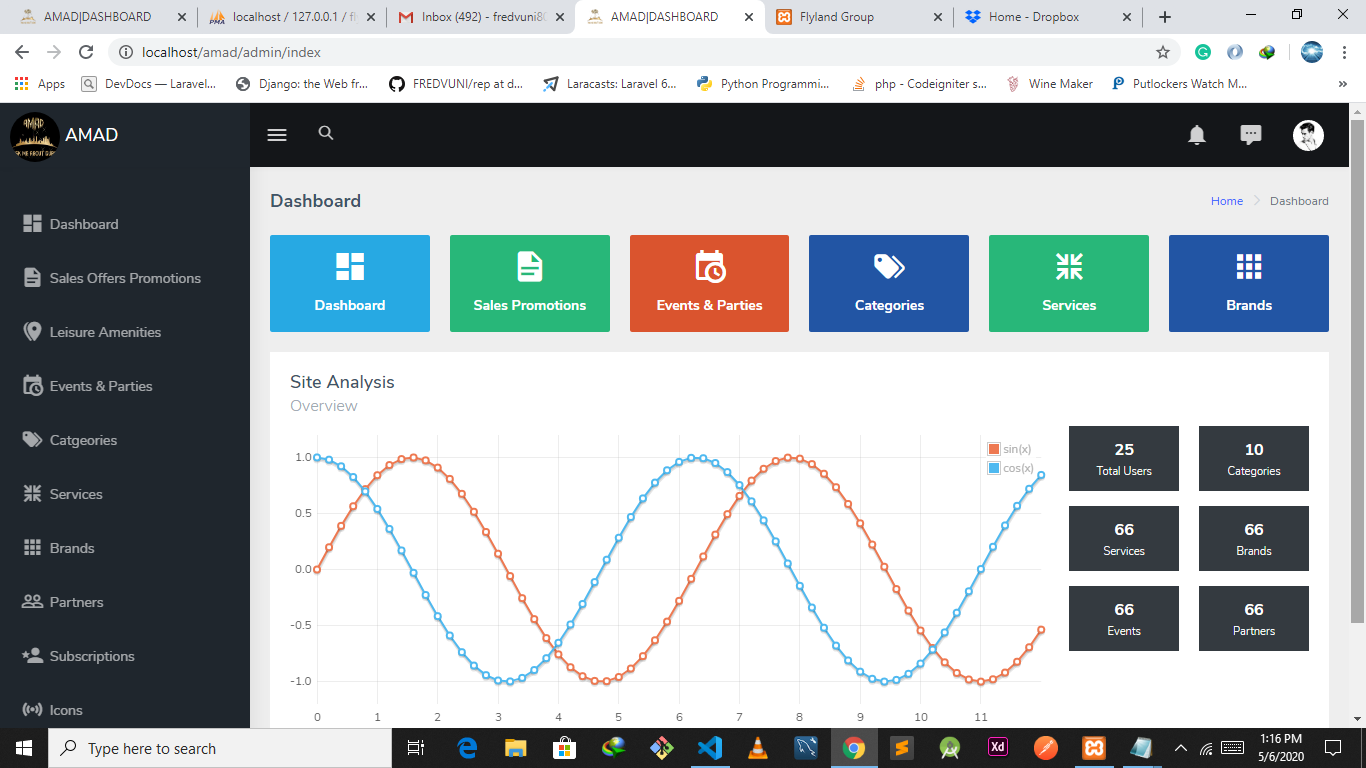 AMAD|DASHBOARD
localhost / 127.0.0.1 / fl
Inbox (492) - fredvuni80
AMAD|DASHBOARD
Flyland Group
Home - Dropbox
localhost/amad/admin/index
Apps
DevDocs — Laravel...
Django: the Web fr...
FREDVUNI/rep at d...
Laracasts: Laravel 6...
Python Programmi...
php - Codeigniter s...
Wine Maker
Putlockers Watch M...
»
AMAD
AMAD
Dashboard
Sales Offers Promotions
Leisure Amenities
Events & Parties
Catgeories
Services
Brands
Partners
Subscriptions
Icons
Dashboard
Home > Dashboard
Dashboard
Sales Promotions
Events & Parties
Categories
Services
Brands
Site Analysis
Overview
sin(x)
cos(x)
1.0
0.5
0.0
-0.5
-1.0
0 1 2 3 4 5 6 7 8 9 10 11
25
Total Users
10
Categories
66
Services
66
Brands
66
Events
66
Partners
Type here to search
Xd
1:16 PM
5/6/2020